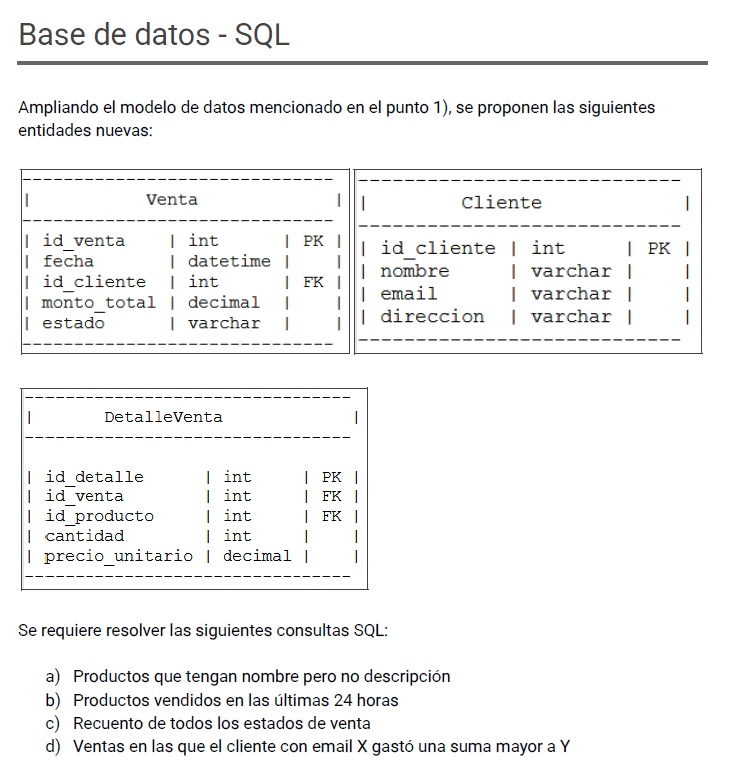 Base de datos - SQL
Ampliando el modelo de datos mencionado en el punto 1), se proponen las siguientes
entidades nuevas:
--------------------------------
| Venta |
--------------------------------
| id_venta | int | PK |
| fecha | datetime | |
| id_cliente | int | FK |
| monto_total | decimal | |
| estado | varchar | |
--------------------------------
--------------------------------
| Cliente |
--------------------------------
| id_cliente | int | PK |
| nombre | varchar | |
| email | varchar | |
| direccion | varchar | |
--------------------------------
----------------------------------
| DetalleVenta |
----------------------------------
| id_detalle | int | PK |
| id_venta | int | FK |
| id_producto | int | FK |
| cantidad | int | |
| precio_unitario | decimal | |
----------------------------------
Se requiere resolver las siguientes consultas SQL:
a) Productos que tengan nombre pero no descripción
b) Productos vendidos en las últimas 24 horas
c) Recuento de todos los estados de venta
d) Ventas en las que el cliente con email X gastó una suma mayor a Y